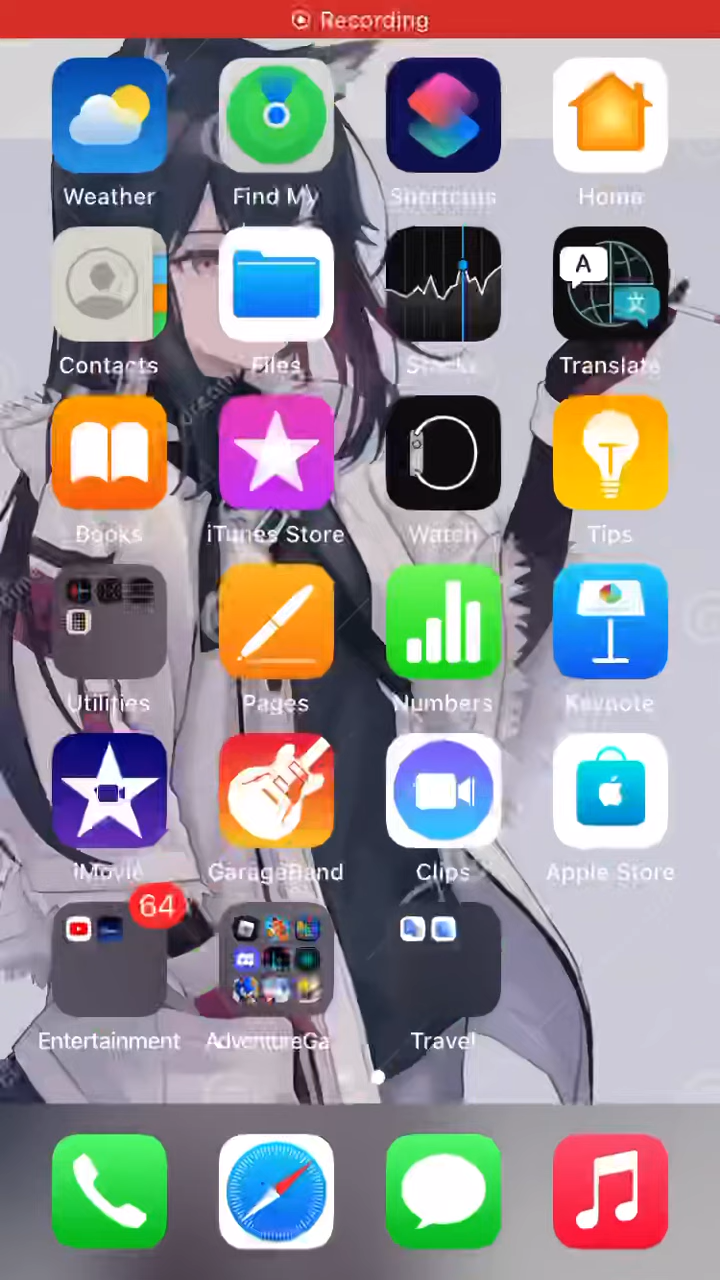 Recording
Weather Find My Shortcuts Home
A
文
Contacts Files Stocks Translate
Books iTunes Store Watch Tips
Utilities Pages Numbers Keynote
iMovie GarageBand Clips Apple Store
64
Entertainment AdventureGa Travel